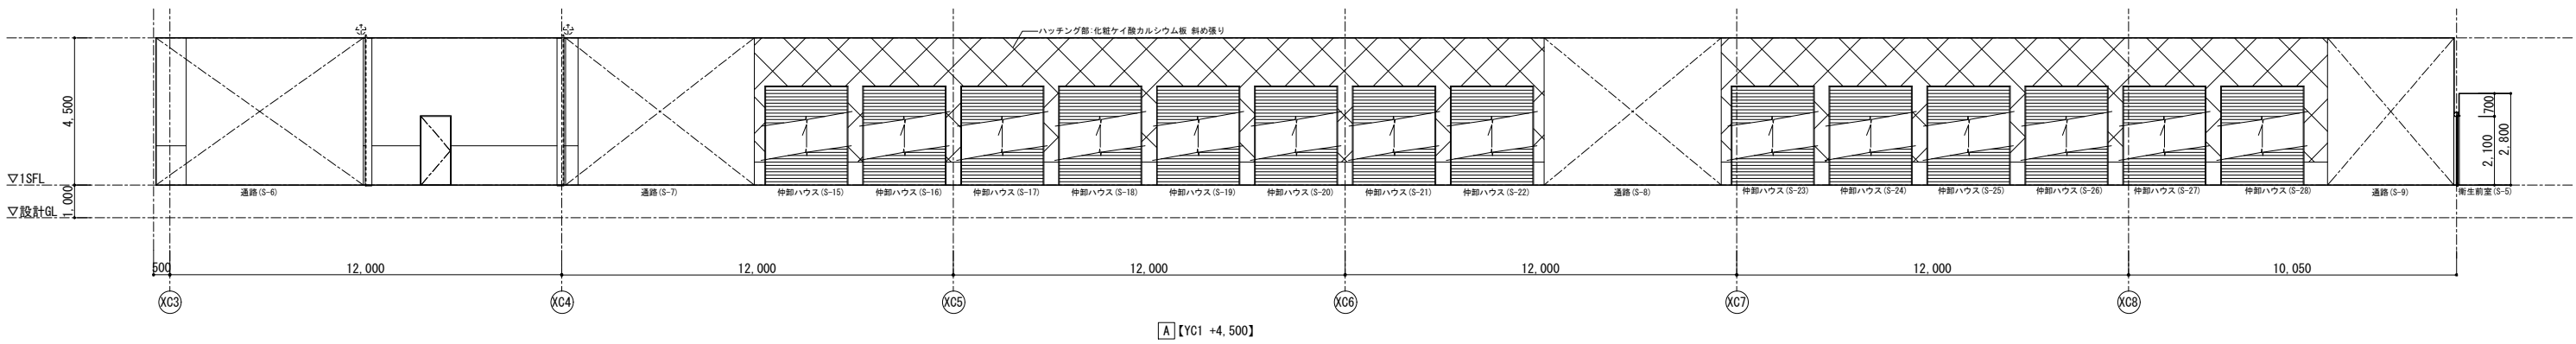 ハッチング部:化粧ケイ酸カルシウム板 斜め張り
4,500
700
2,100
2,800
▽1SFL
通路(S-6)
通路(S-7)
仲卸ハウス(S-15)
仲卸ハウス(S-16)
仲卸ハウス(S-17)
仲卸ハウス(S-18)
仲卸ハウス(S-19)
仲卸ハウス(S-20)
仲卸ハウス(S-21)
仲卸ハウス(S-22)
通路(S-8)
仲卸ハウス(S-23)
仲卸ハウス(S-24)
仲卸ハウス(S-25)
仲卸ハウス(S-26)
仲卸ハウス(S-27)
仲卸ハウス(S-28)
通路(S-9)
衛生前室(S-5)
1,000
▽設計GL
500
12,000
12,000
12,000
12,000
12,000
10,050
XC3
XC4
XC5
XC6
XC7
XC8
A【YC1 +4,500】